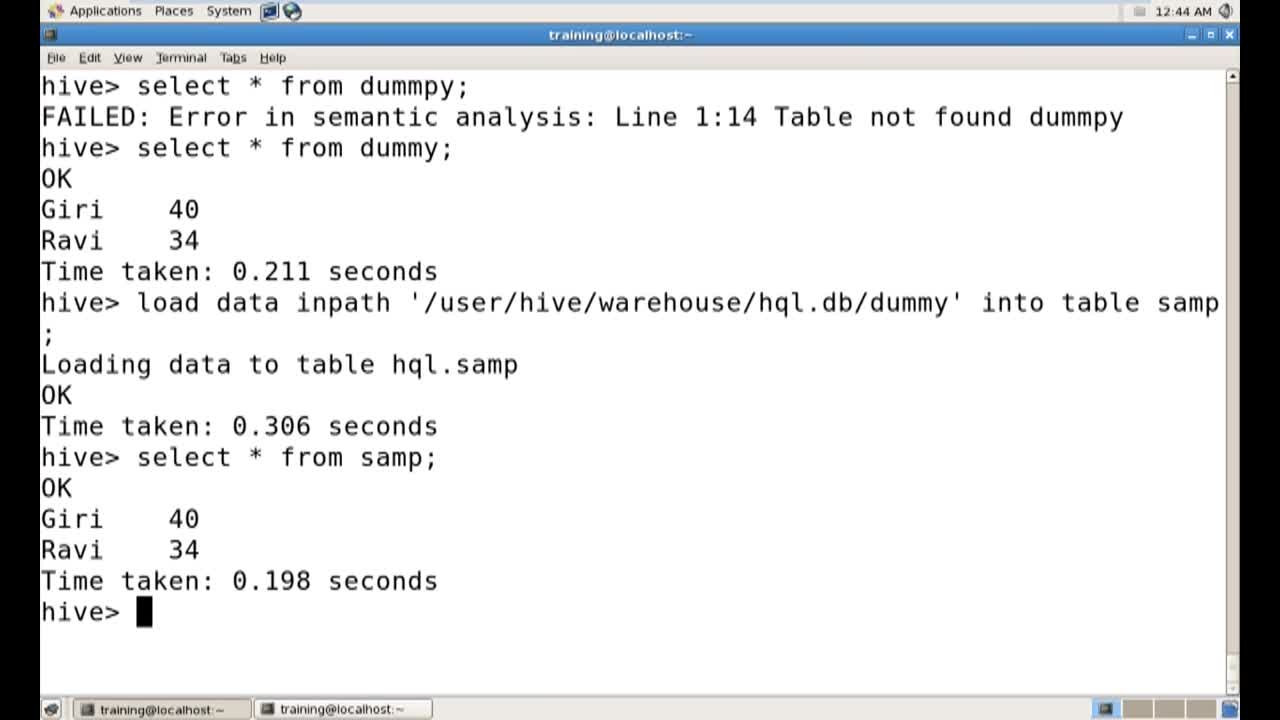 Applications Places System 12:44 AM
training@localhost:~
File Edit View Terminal Tabs Help
hive> select * from dummpy;
FAILED: Error in semantic analysis: Line 1:14 Table not found dummpy
hive> select * from dummy;
OK
Giri    40
Ravi    34
Time taken: 0.211 seconds
hive> load data inpath '/user/hive/warehouse/hql.db/dummy' into table samp
;
Loading data to table hql.samp
OK
Time taken: 0.306 seconds
hive> select * from samp;
OK
Giri    40
Ravi    34
Time taken: 0.198 seconds
hive>
training@localhost:~ training@localhost:~